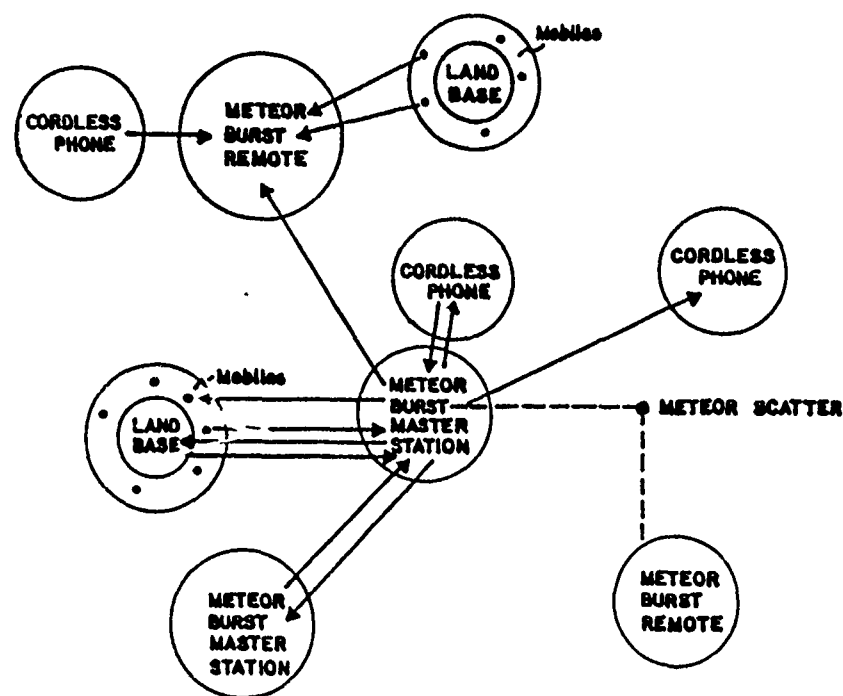 Mobiles
LAND
BASE
METEOR
BURST
REMOTE
CORDLESS
PHONE
CORDLESS
PHONE
CORDLESS
PHONE
Mobiles
METEOR
BURST
MASTER
STATION
METEOR SCATTER
LAND
BASE
METEOR
BURST
REMOTE
METEOR
BURST
MASTER
STATION